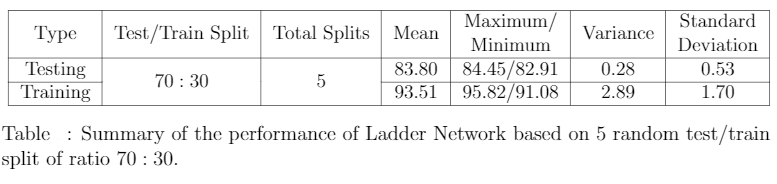 Type Test/Train Split Total Splits Mean Maximum/ Minimum Variance Standard Deviation
Testing 70 : 30 5 83.80 84.45/82.91 0.28 0.53
Training 93.51 95.82/91.08 2.89 1.70
Table : Summary of the performance of Ladder Network based on 5 random test/train
split of ratio 70 : 30.